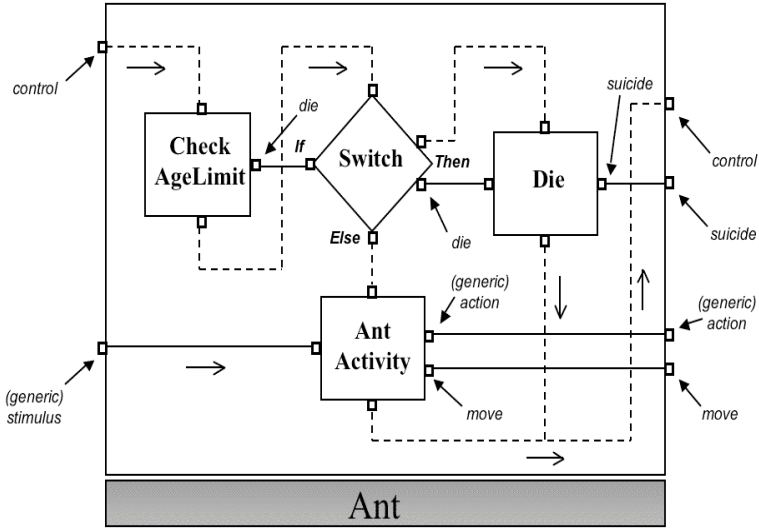 control
Check
AgeLimit
die
If
Switch
Then
Else
die
Die
suicide
control
suicide
(generic)
action
(generic)
action
Ant
Activity
move
move
(generic)
stimulus
Ant